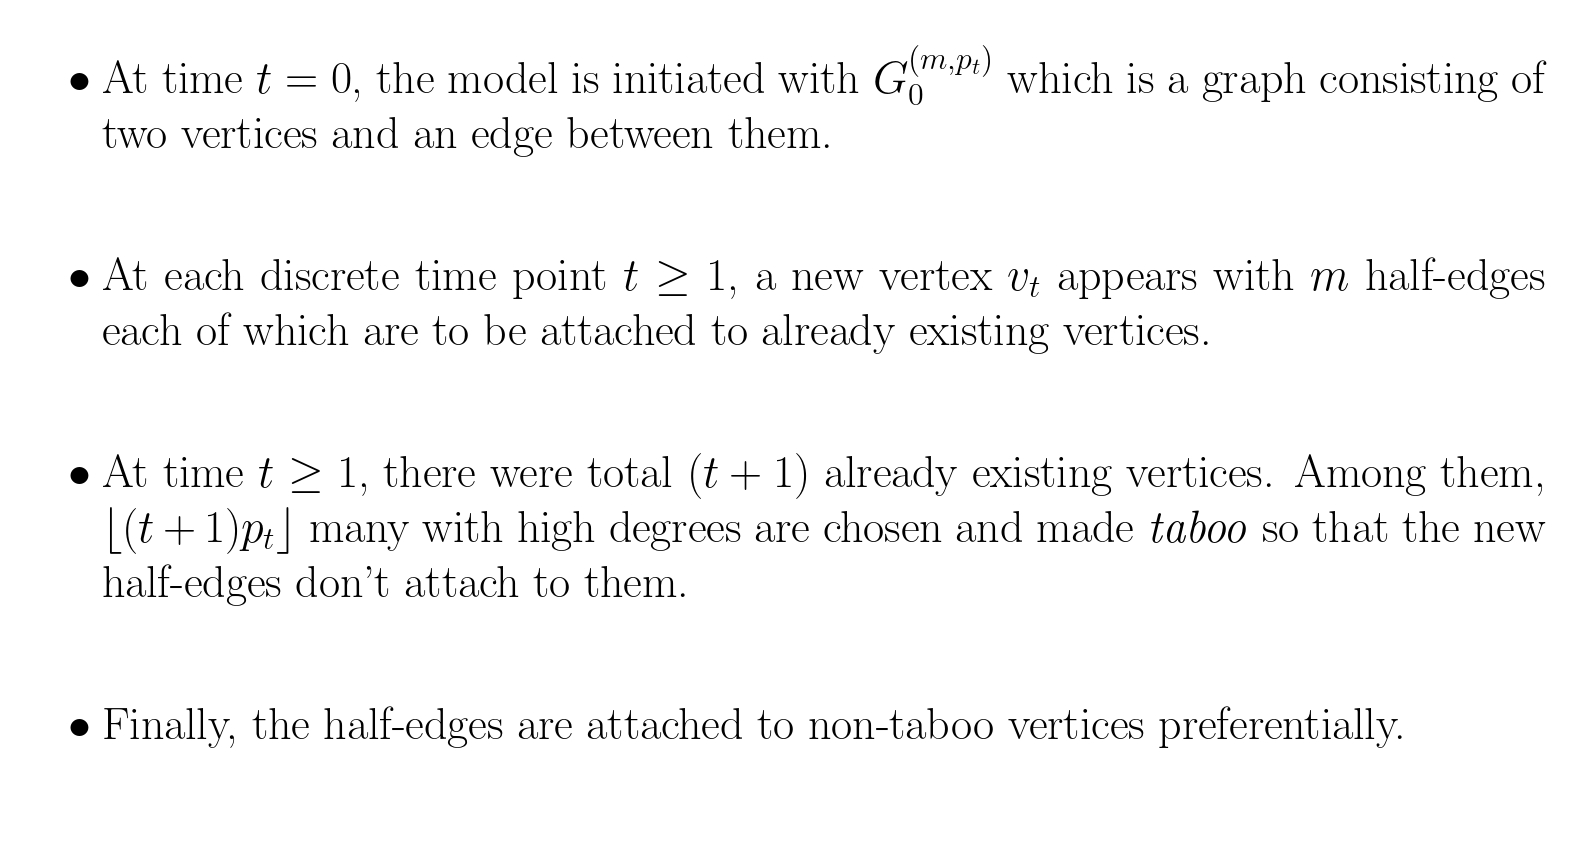 • At time $t = 0$, the model is initiated with $G_0^{(m,p_t)}$ which is a graph consisting of
two vertices and an edge between them.
• At each discrete time point $t \geq 1$, a new vertex $v_t$ appears with $m$ half-edges
each of which are to be attached to already existing vertices.
• At time $t \geq 1$, there were total $(t + 1)$ already existing vertices. Among them,
$\lfloor (t + 1)p_t \rfloor$ many with high degrees are chosen and made taboo so that the new
half-edges don't attach to them.
• Finally, the half-edges are attached to non-taboo vertices preferentially.